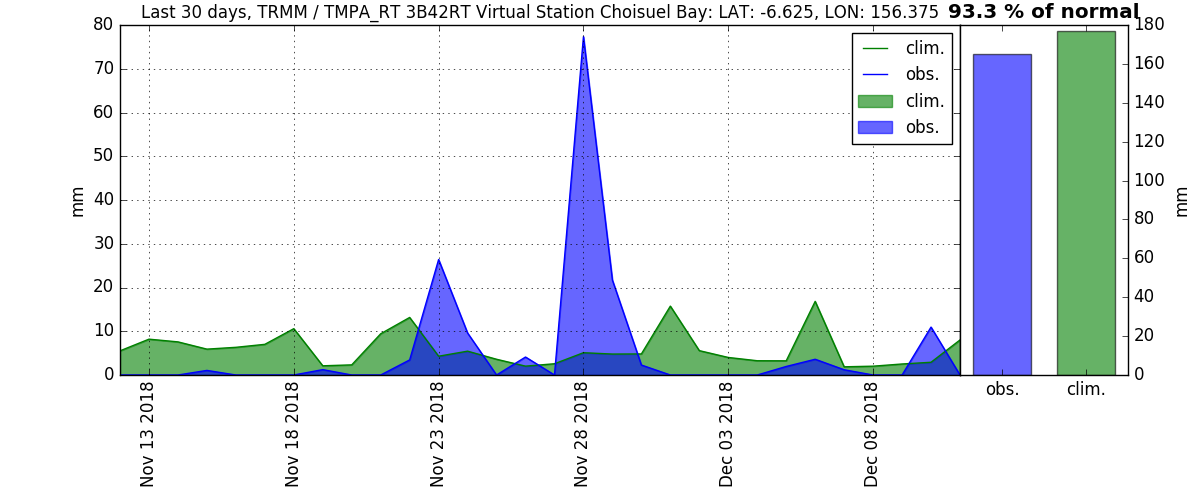 Last 30 days, TRMM / TMPA_RT 3B42RT Virtual Station Choisuel Bay: LAT: -6.625, LON: 156.375
93.3 % of normal
80
70
60
50
40
30
20
10
0
mm
clim.
obs.
clim.
obs.
Nov 13 2018
Nov 18 2018
Nov 23 2018
Nov 28 2018
Dec 03 2018
Dec 08 2018
180
160
140
120
100
80
60
40
20
0
mm
obs.
clim.